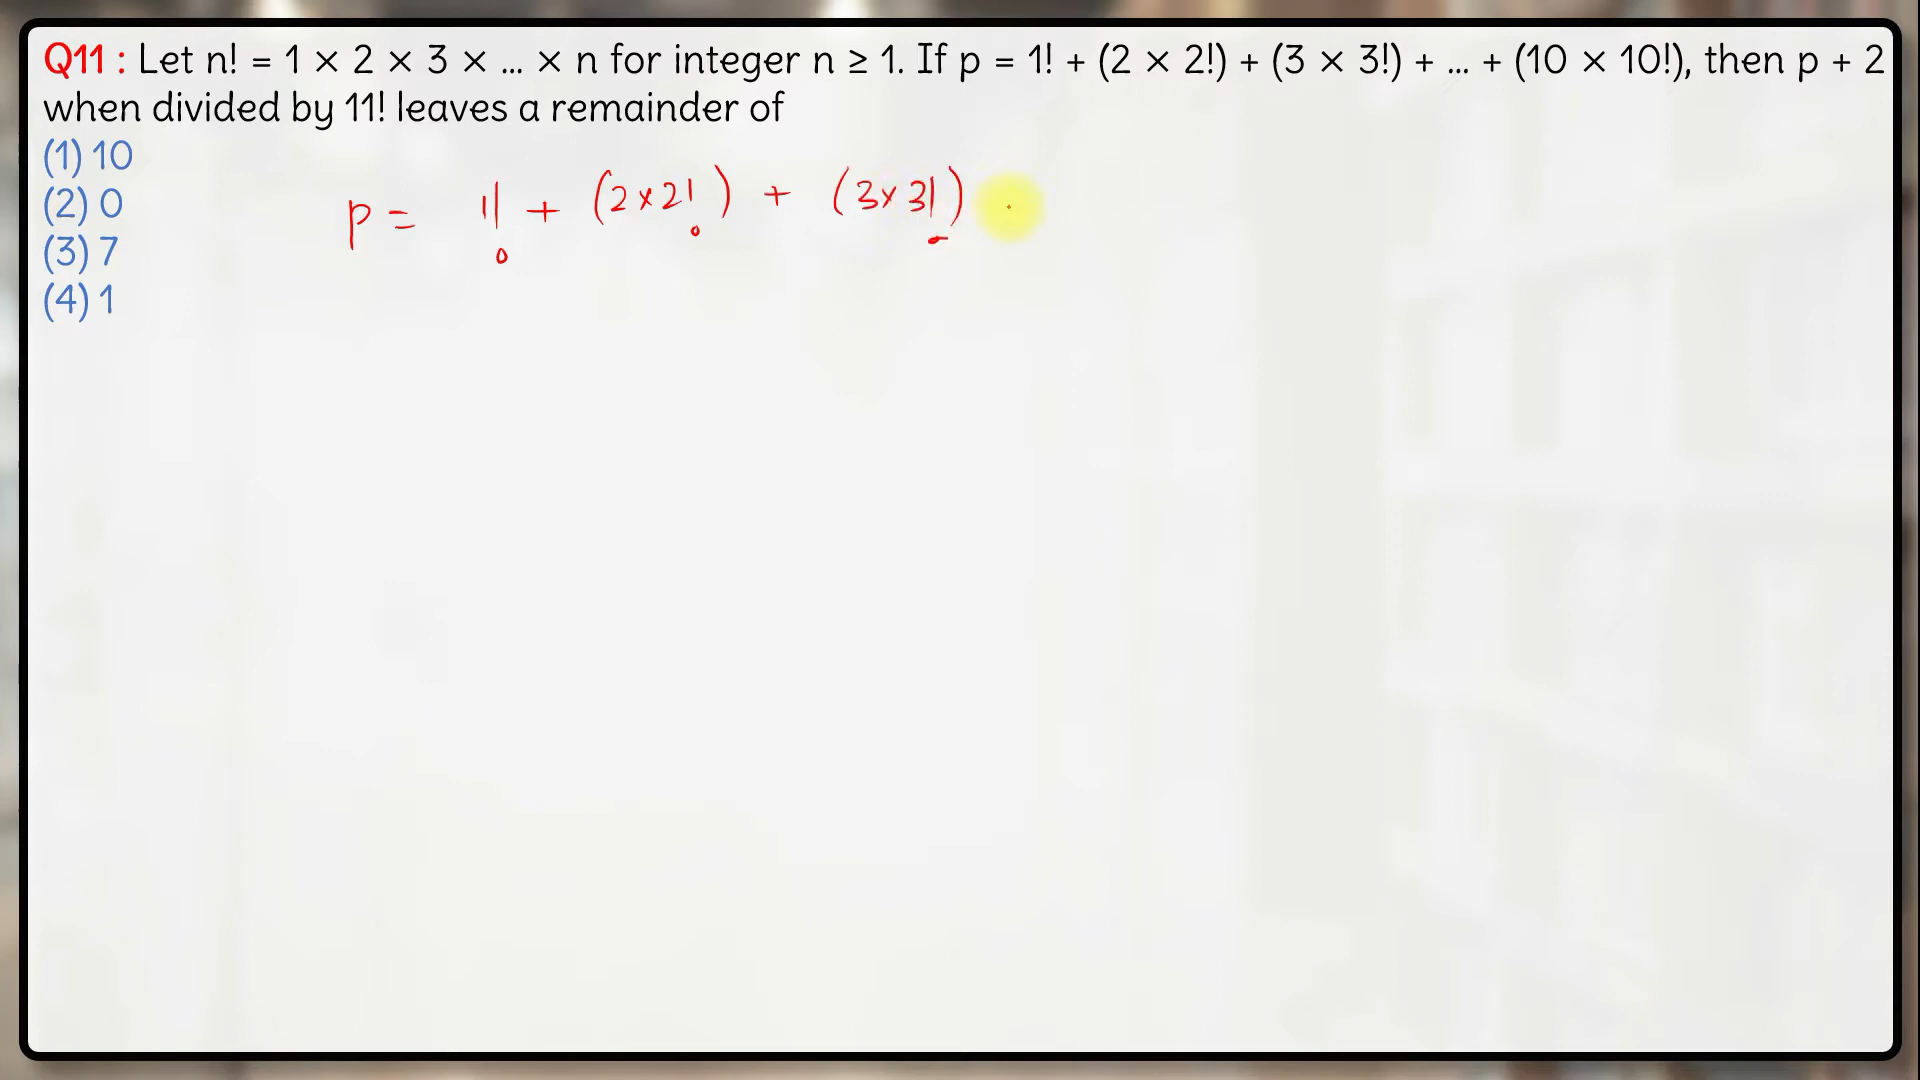 Q11 : Let n! = 1 × 2 × 3 × ... × n for integer n ≥ 1. If p = 1! + (2 × 2!) + (3 × 3!) + ... + (10 × 10!), then p + 2
when divided by 11! leaves a remainder of
(1) 10
(2) 0
(3) 7
(4) 1
p = 1! + (2 × 2!) + (3 × 3!)